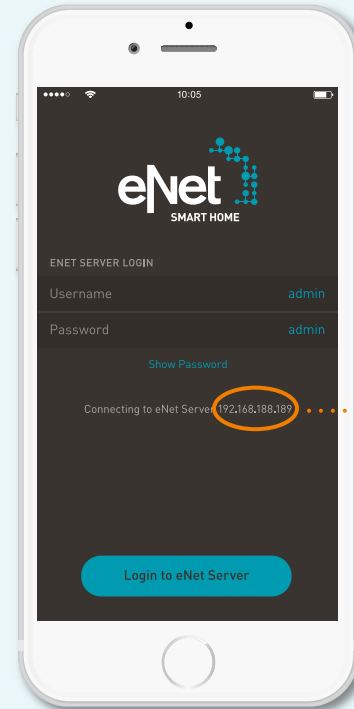 10:05
eNet
SMART HOME
ENET SERVER LOGIN
Username admin
Password admin
Show Password
Connecting to eNet Server 192.168.188.189
Login to eNet Server